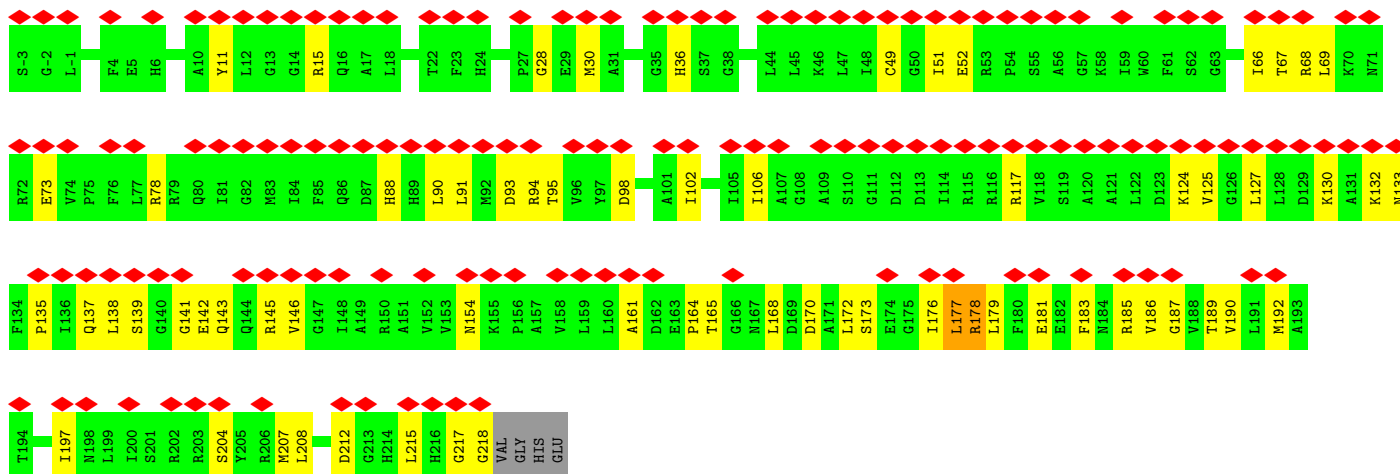 S-3 G-2 L-1 F4 E5 H6 A10 Y11 L12 G13 G14 R15 Q16 A17 L18 T22 F23 H24 P27 G28 E29 M30 A31 G35 H36 S37 G38 L44 L45 K46 L47 I48 C49 G50 I51 E52 R53 P54 S55 A56 G57 K58 I59 W60 F61 S62 G63 I66 T67 R68 L69 K70 N71
R72 E73 V74 P75 F76 L77 R78 R79 Q80 I81 G82 M83 I84 F85 Q86 D87 H88 H89 L90 L91 M92 D93 R94 T95 V96 Y97 D98 A101 I102 I105 I106 A107 G108 A109 S110 G111 D112 D113 I114 R115 R116 R117 V118 S119 A120 A121 L122 D123 K124 V125 G126 L127 L128 D129 K130 A131 K132 N133
F134 P135 I136 Q137 L138 S139 G140 G141 E142 Q143 Q144 R145 V146 G147 I148 A149 R150 A151 V152 V153 N154 K155 P156 A157 V158 L159 L160 A161 D162 E163 P164 T165 G166 N167 L168 D169 D170 A171 L172 S173 E174 G175 I176 L177 R178 L179 F180 E181 E182 F183 N184 R185 V186 G187 V188 T189 V190 L191 M192 A193
T194 I197 N198 L199 I200 S201 R202 R203 S204 Y205 R206 M207 L208 D212 G213 H214 L215 H216 G217 G218 VAL GLY HIS GLU